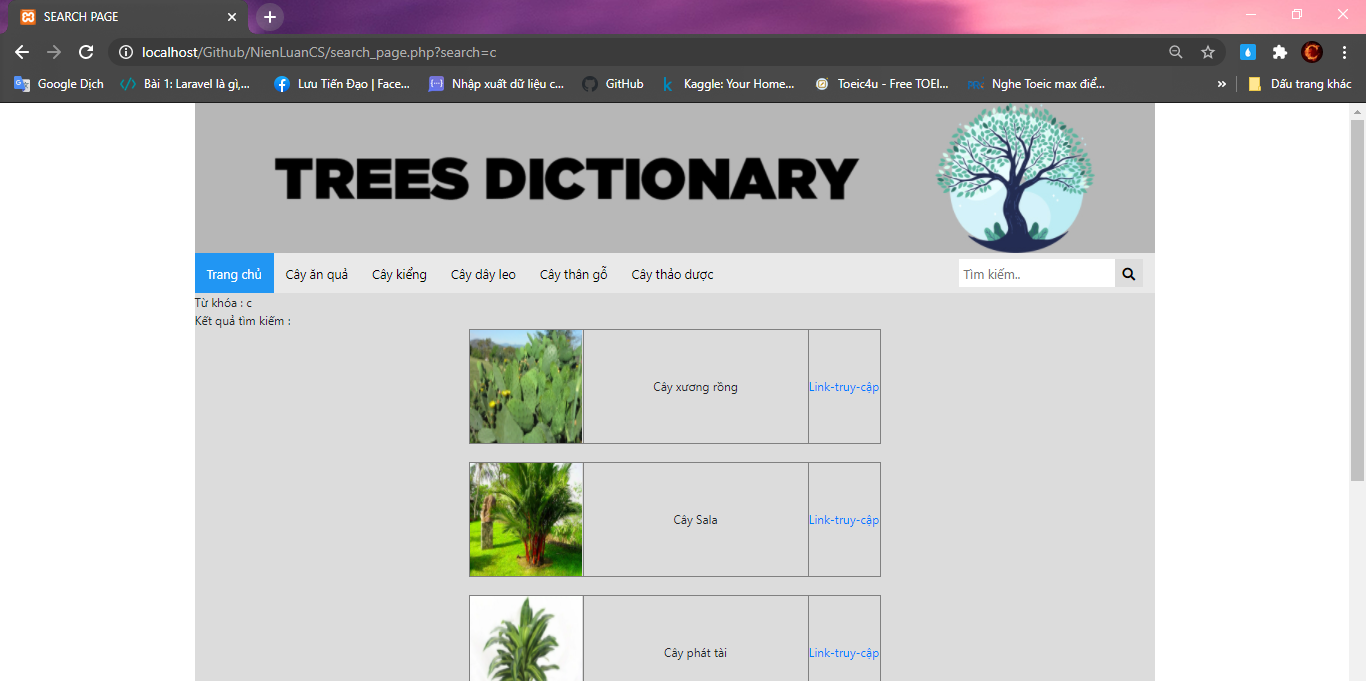 SEARCH PAGE
localhost/Github/NienLuanCS/search_page.php?search=c
Google Dịch
Bài 1: Laravel là gì,...
Lưu Tiến Đạo | Face...
Nhập xuất dữ liệu c...
GitHub
Kaggle: Your Home...
Toeic4u - Free TOEI...
Nghe Toeic max điể...
»
Dấu trang khác
TREES DICTIONARY
Trang chủ
Cây ăn quả
Cây kiểng
Cây dây leo
Cây thân gỗ
Cây thảo dược
Tìm kiếm..
Từ khóa : c
Kết quả tìm kiếm :
Cây xương rồng
Link-truy-cập
Cây Sala
Link-truy-cập
Cây phát tài
Link-truy-cập